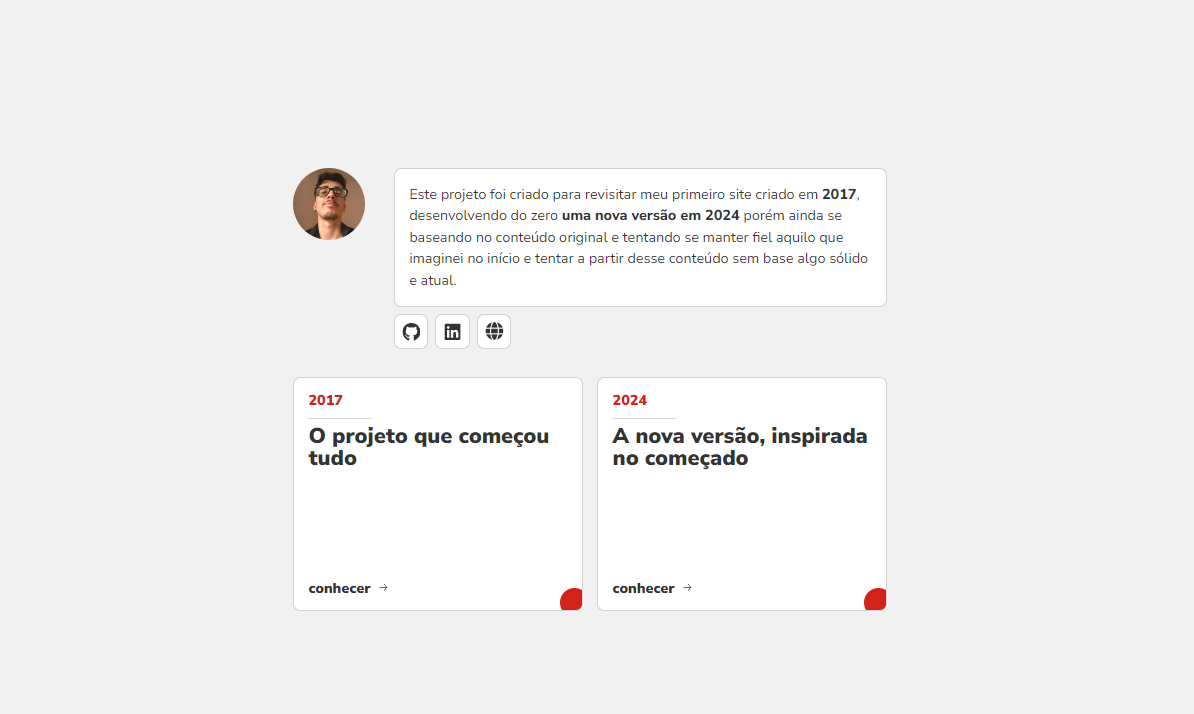 Este projeto foi criado para revisitar meu primeiro site criado em 2017,
desenvolvendo do zero uma nova versão em 2024 porém ainda se
baseando no conteúdo original e tentando se manter fiel aquilo que
imaginei no início e tentar a partir desse conteúdo sem base algo sólido
e atual.
in
2017
O projeto que começou
tudo
conhecer →
2024
A nova versão, inspirada
no começado
conhecer →